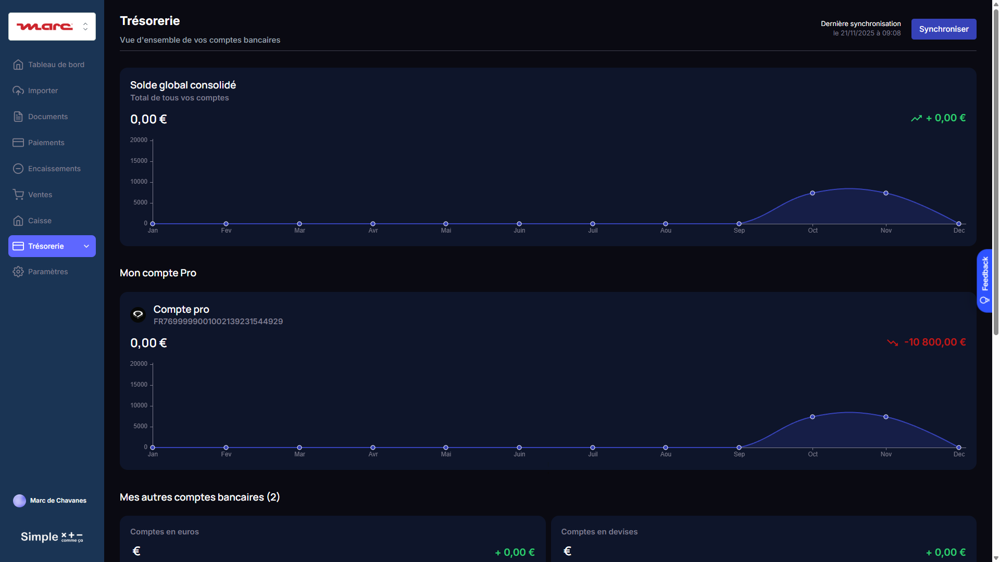 marc
Tableau de bord
Importer
Documents
Paiements
Encaissements
Ventes
Caisse
Trésorerie
Paramètres
Marc de Chavanes
Simple comme ça
Trésorerie
Vue d'ensemble de vos comptes bancaires
Dernière synchronisation
le 21/11/2025 à 09:08
Synchroniser
Solde global consolidé
Total de tous vos comptes
0,00 €
+ 0,00 €
20000
15000
10000
5000
0
Jan Fev Mar Avr Mai Juin Juil Aou Sep Oct Nov Dec
Mon compte Pro
Compte pro
FR7699999001002139231544929
0,00 €
-10 800,00 €
20000
15000
10000
5000
0
Jan Fev Mar Avr Mai Juin Juil Aou Sep Oct Nov Dec
Mes autres comptes bancaires (2)
Comptes en euros
€
+ 0,00 €
Comptes en devises
€
+ 0,00 €
Feedback